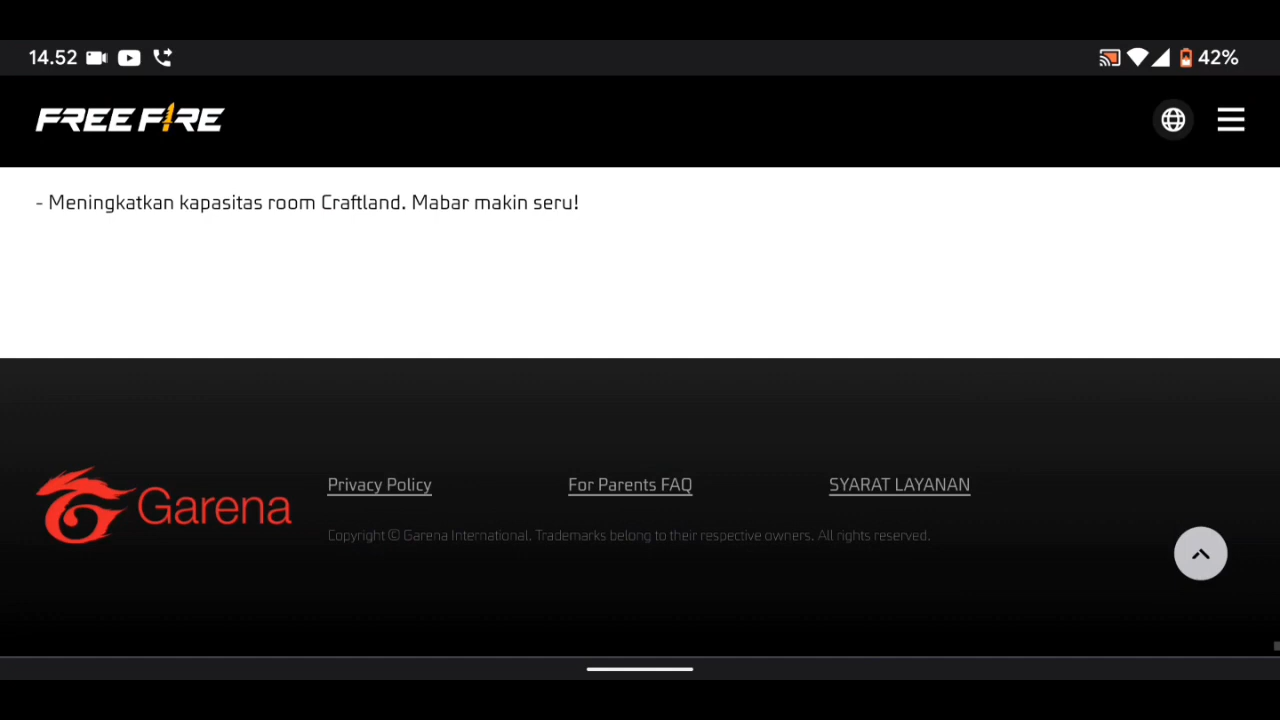 14.52
42%
FREE FIRE
- Meningkatkan kapasitas room Craftland. Mabar makin seru!
Garena
Privacy Policy
For Parents FAQ
SYARAT LAYANAN
Copyright © Garena International. Trademarks belong to their respective owners. All rights reserved.